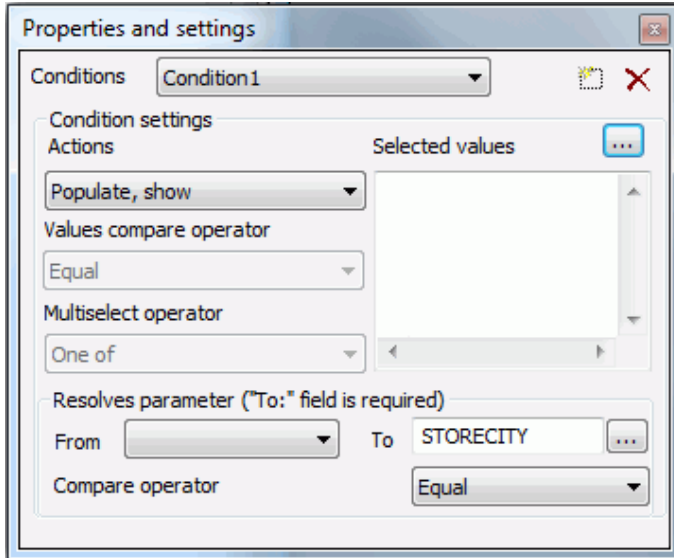 Properties and settings
Conditions Condition1
Condition settings
Actions Selected values ...
Populate, show
Values compare operator
Equal
Multiselect operator
One of
Resolves parameter ("To:" field is required)
From To STORECITY ...
Compare operator Equal